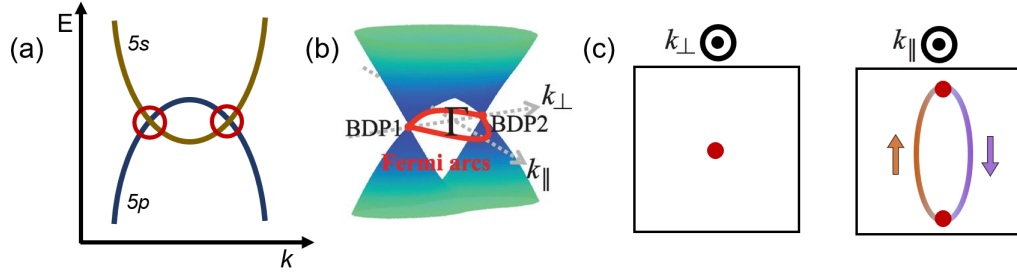 (a)
E
5s
5p
k
(b)
BDP1
Γ
BDP2
k⊥
k∥
Fermi arcs
(c)
k⊥
k∥